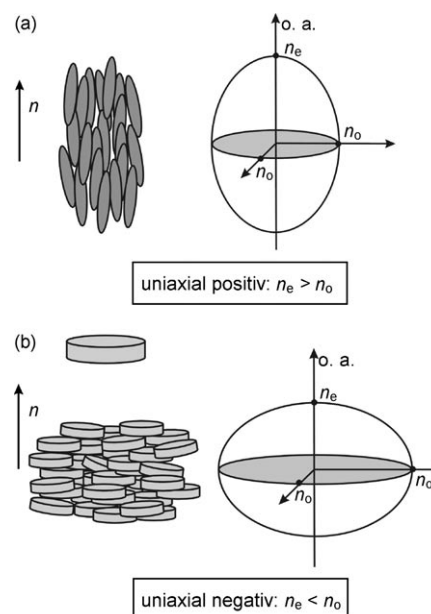 (a)
o. a.
nₑ
n
nₒ
nₒ
uniaxial positiv: nₑ > nₒ
(b)
o. a.
n
nₑ
nₒ
nₒ
uniaxial negativ: nₑ < nₒ